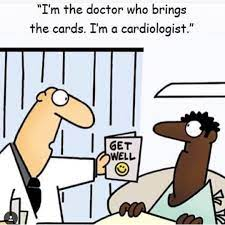 "I'm the doctor who brings
the cards. I'm a cardiologist."
GET
WELL